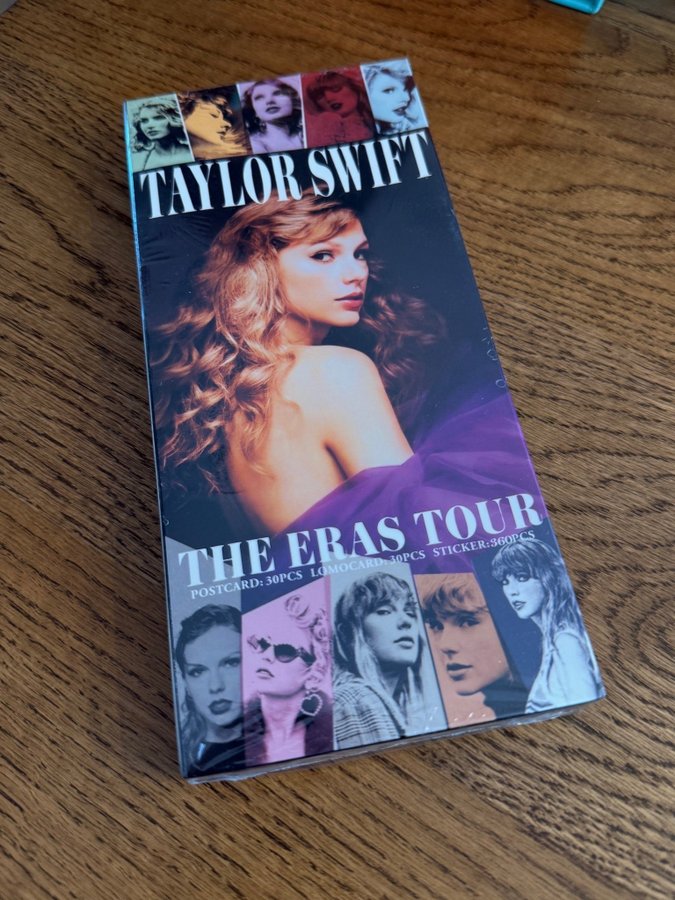 TAYLOR SWIFT
THE ERAS TOUR
POSTCARD: 30PCS LOMOCARD: 30PCS STICKER:360PCS